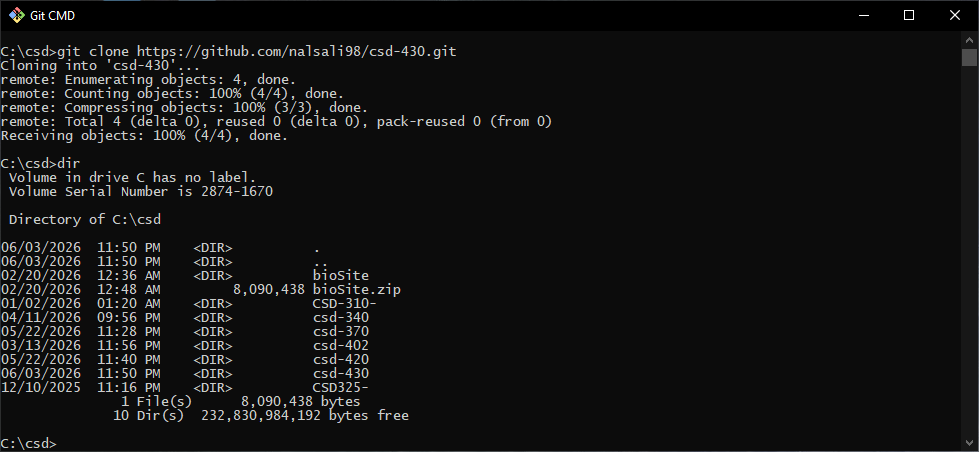 Git CMD
C:\csd>git clone https://github.com/nalsali98/csd-430.git
Cloning into 'csd-430'...
remote: Enumerating objects: 4, done.
remote: Counting objects: 100% (4/4), done.
remote: Compressing objects: 100% (3/3), done.
remote: Total 4 (delta 0), reused 0 (delta 0), pack-reused 0 (from 0)
Receiving objects: 100% (4/4), done.
C:\csd>dir
 Volume in drive C has no label.
 Volume Serial Number is 2874-1670
 Directory of C:\csd
06/03/2026  11:50 PM    <DIR>          .
06/03/2026  11:50 PM    <DIR>          ..
02/20/2026  12:36 AM    <DIR>          bioSite
02/20/2026  12:48 AM         8,090,438 bioSite.zip
01/02/2026  01:20 AM    <DIR>          CSD-310-
04/11/2026  09:56 PM    <DIR>          csd-340
05/22/2026  11:28 PM    <DIR>          csd-370
03/13/2026  11:56 PM    <DIR>          csd-402
05/22/2026  11:40 PM    <DIR>          csd-420
06/03/2026  11:50 PM    <DIR>          csd-430
12/10/2025  11:16 PM    <DIR>          CSD325-
               1 File(s)      8,090,438 bytes
              10 Dir(s)  232,830,984,192 bytes free
C:\csd>